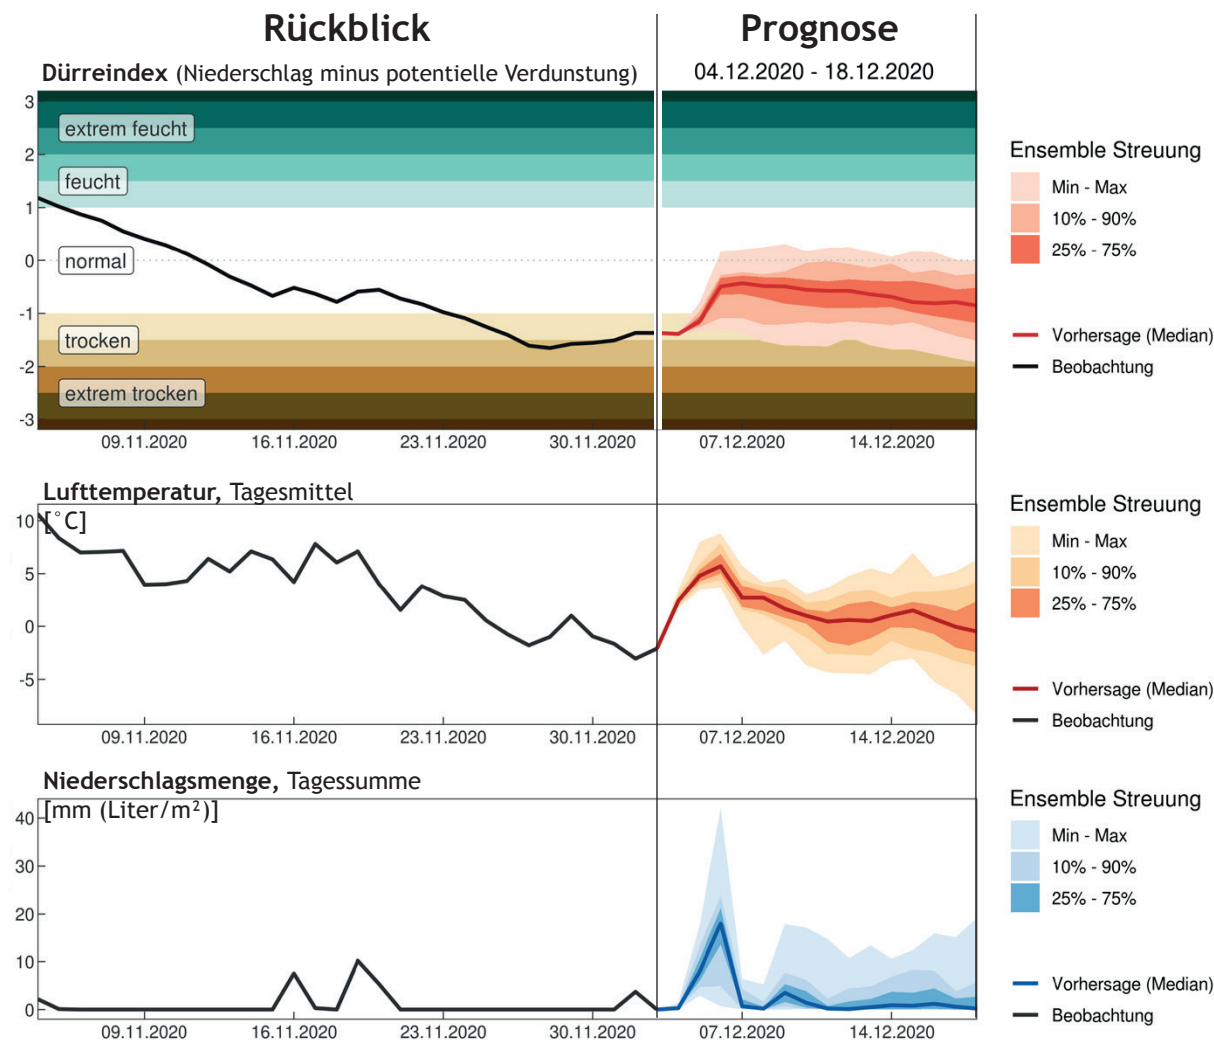 Rückblick
Prognose
Dürreindex (Niederschlag minus potentielle Verdunstung)
04.12.2020 - 18.12.2020
3
2
1
0
-1
-2
-3
extrem feucht
feucht
normal
trocken
extrem trocken
09.11.2020
16.11.2020
23.11.2020
30.11.2020
07.12.2020
14.12.2020
Ensemble Streuung
Min - Max
10% - 90%
25% - 75%
Vorhersage (Median)
Beobachtung
Lufttemperatur, Tagesmittel
[°C]
10
5
0
-5
09.11.2020
16.11.2020
23.11.2020
30.11.2020
07.12.2020
14.12.2020
Ensemble Streuung
Min - Max
10% - 90%
25% - 75%
Vorhersage (Median)
Beobachtung
Niederschlagsmenge, Tagessumme
[mm (Liter/m²)]
40
30
20
10
0
09.11.2020
16.11.2020
23.11.2020
30.11.2020
07.12.2020
14.12.2020
Ensemble Streuung
Min - Max
10% - 90%
25% - 75%
Vorhersage (Median)
Beobachtung